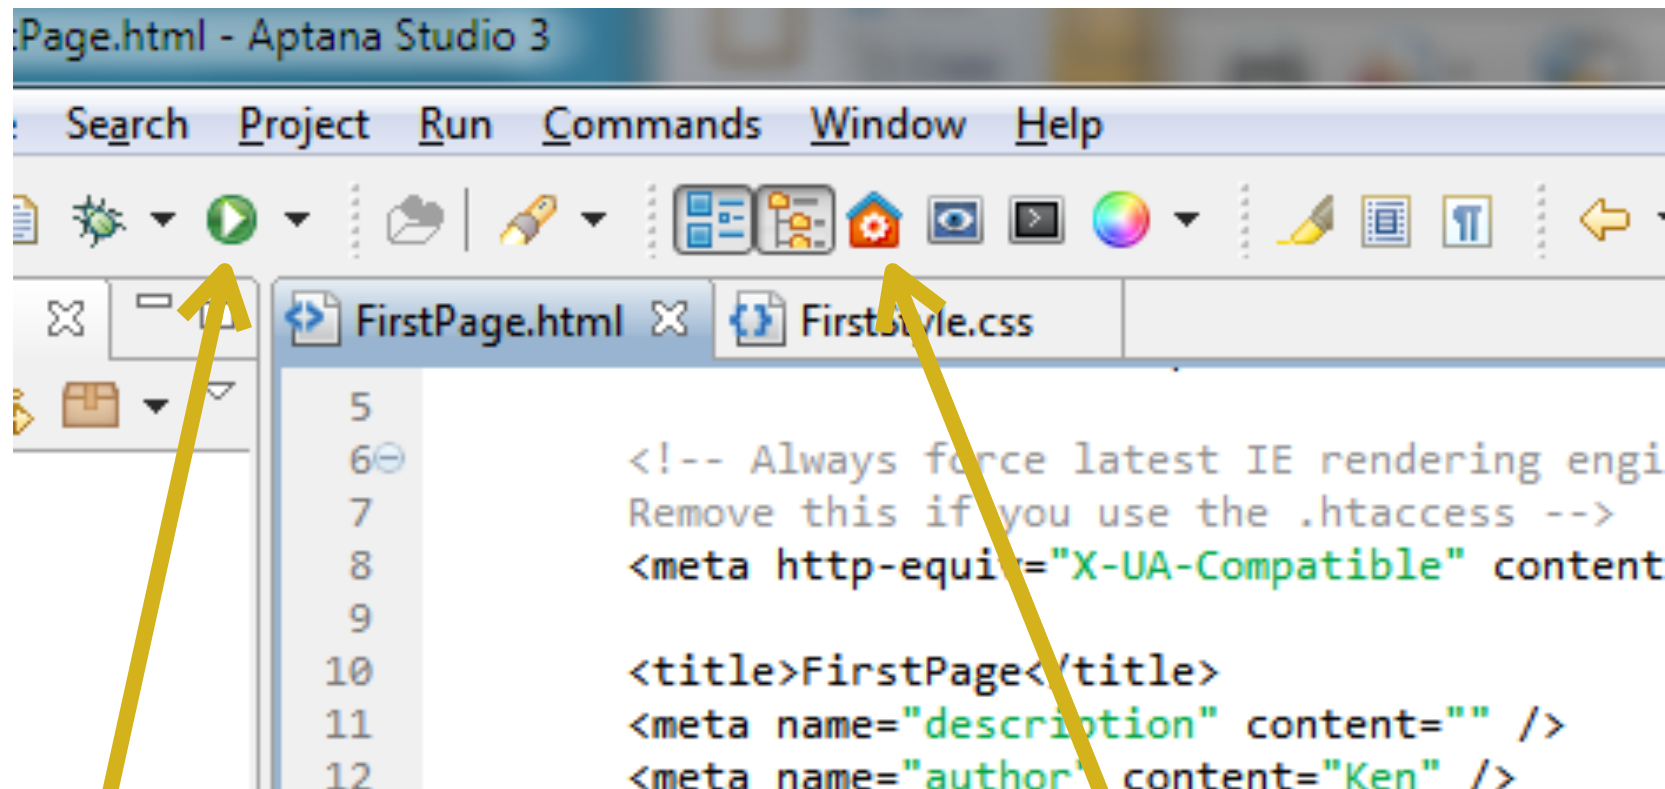 Page.html - Aptana Studio 3
Search Project Run Commands Window Help
FirstPage.html FirstStyle.css
5
6 <!-- Always force latest IE rendering engi
7 Remove this if you use the .htaccess -->
8 <meta http-equiv="X-UA-Compatible" content
9
10 <title>FirstPage</title>
11 <meta name="description" content="" />
12 <meta name="author" content="Ken" />